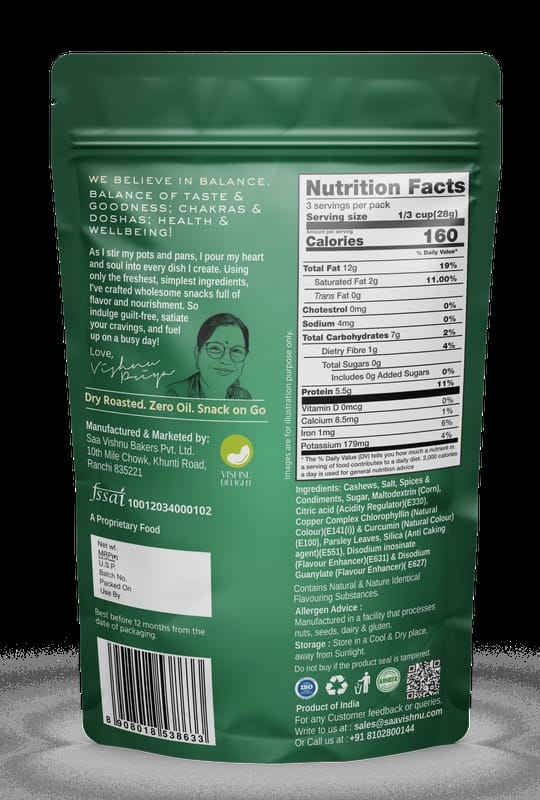 WE BELIEVE IN BALANCE.
BALANCE OF TASTE &
GOODNESS; CHAKRAS &
DOSHAS; HEALTH &
WELLBEING!
As I stir my pots and pans, I pour my heart
and soul into every dish I create. Using
only the freshest, simplest ingredients,
I've crafted wholesome snacks full of
flavor and nourishment. So
indulge guilt-free, satiate
your cravings, and fuel
up on a busy day!
Love,
Vishnu
Priya
Dry Roasted. Zero Oil. Snack on Go
Manufactured & Marketed by:
Saa Vishnu Bakers Pvt. Ltd.
10th Mile Chowk, Khunti Road,
Ranchi 835221
VISHNU
DELIGHT
fssai 10012034000102
A Proprietary Food
Net wt.
MRP
U.S.P.
Batch No.
Packed On
Use By
Best before 12 months from the
date of packaging.
8 908018 538633
Images are for illustration purpose only.
Nutrition Facts
3 servings per pack
Serving size 1/3 cup(28g)
Amount per serving
Calories 160
% Daily Value*
Total Fat 12g 19%
Saturated Fat 2g 11.00%
Trans Fat 0g
Chotestrol 0mg 0%
Sodium 4mg 0%
Total Carbohydrates 7g 2%
Dietry Fibre 1g 4%
Total Sugars 0g
Includes 0g Added Sugars 0%
Protein 5.5g 11%
Vitamin D 0mcg 0%
Calcium 8.5mg 1%
Iron 1mg 6%
Potassium 179mg 4%
* The % Daily Value (DV) tells you how much a nutrient in
a serving of food contributes to a daily diet. 2,000 calories
a day is used for general nutrition advice
Ingredients: Cashews, Salt, Spices &
Condiments, Sugar, Maltodextrin (Corn),
Citric acid (Acidity Regulator)(E330),
Copper Complex Chlorophyllin (Natural
Colour)(E141(i)) & Curcumin (Natural Colour)
(E100), Parsley Leaves, Silica (Anti Caking
agent)(E551), Disodium inosinate
(Flavour Enhancer)(E631) & Disodium
Guanylate (Flavour Enhancer)( E627)
Contains Natural & Nature Identical
Flavouring Substances.
Allergen Advice :
Manufactured in a facility that processes
nuts, seeds, dairy & gluten.
Storage : Store in a Cool & Dry place,
away from Sunlight.
Do not buy if the product seal is tampered.
ISO
Product of India
For any Customer feedback or queries,
Write to us at : sales@saavishnu.com
Or Call us at :+91 8102800144